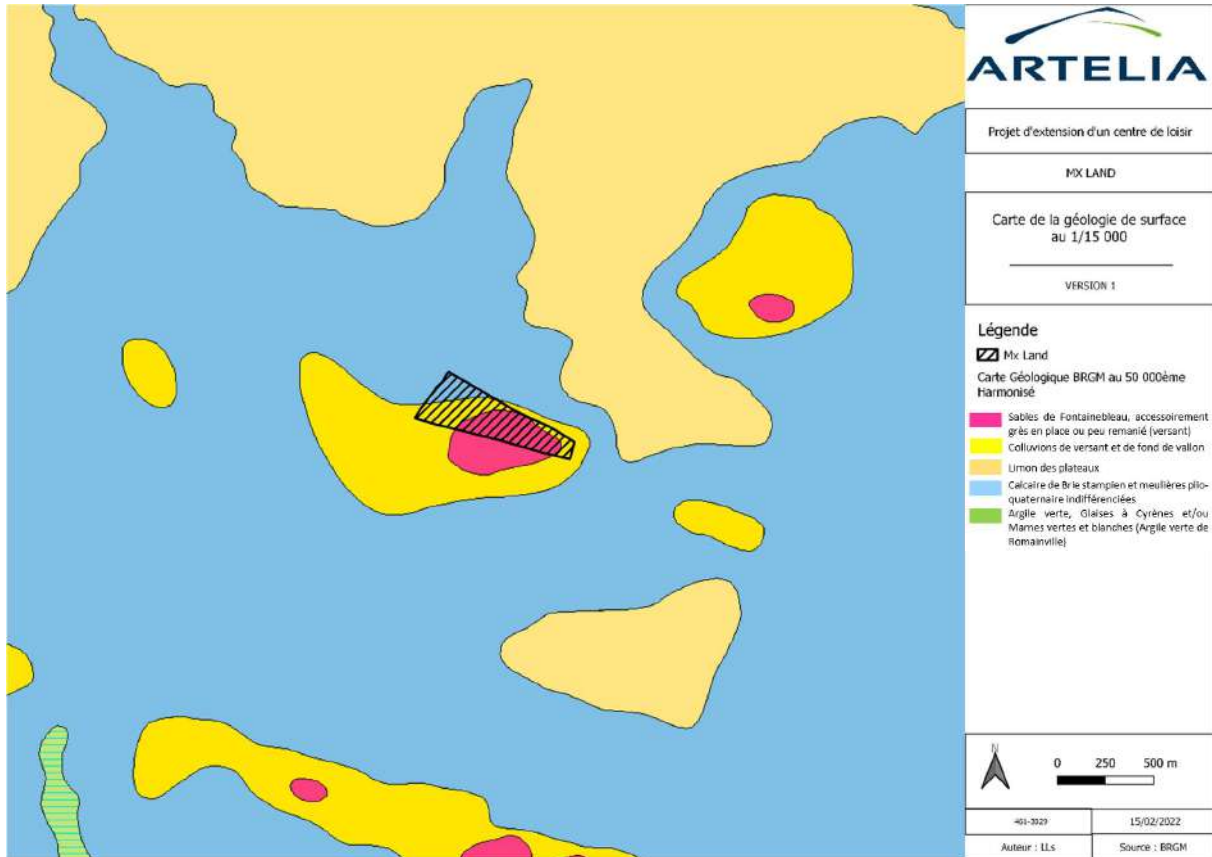 ARTELIA
Projet d'extension d'un centre de loisir
MX LAND
Carte de la géologie de surface
au 1/15 000
VERSION 1
Légende
Mx Land
Carte Géologique BRGM au 50 000ème
Harmonisé
Sables de Fontainebleau, accessoirement
grès en place ou peu remanié (versant)
Colluvions de versant et de fond de vallon
Limon des plateaux
Calcaire de Brie stampien et meulières plio-
quaternaire indifférenciées
Argile verte, Glaises à Cyrènes et/ou
Marnes vertes et blanches (Argile verte de
Romainville)
N
0 250 500 m
15/02/2022
Auteur : LLs
Source : BRGM